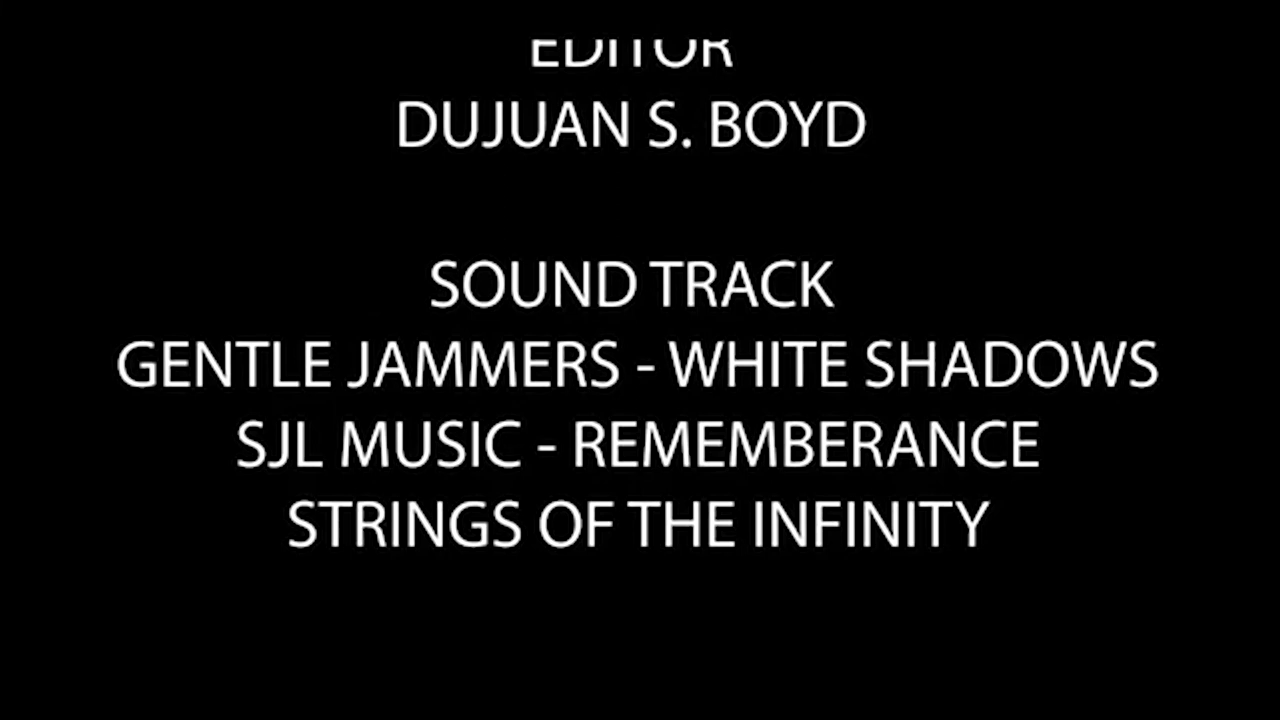 EDITOR
DUJUAN S. BOYD
SOUND TRACK
GENTLE JAMMERS - WHITE SHADOWS
SJL MUSIC - REMEMBERANCE
STRINGS OF THE INFINITY